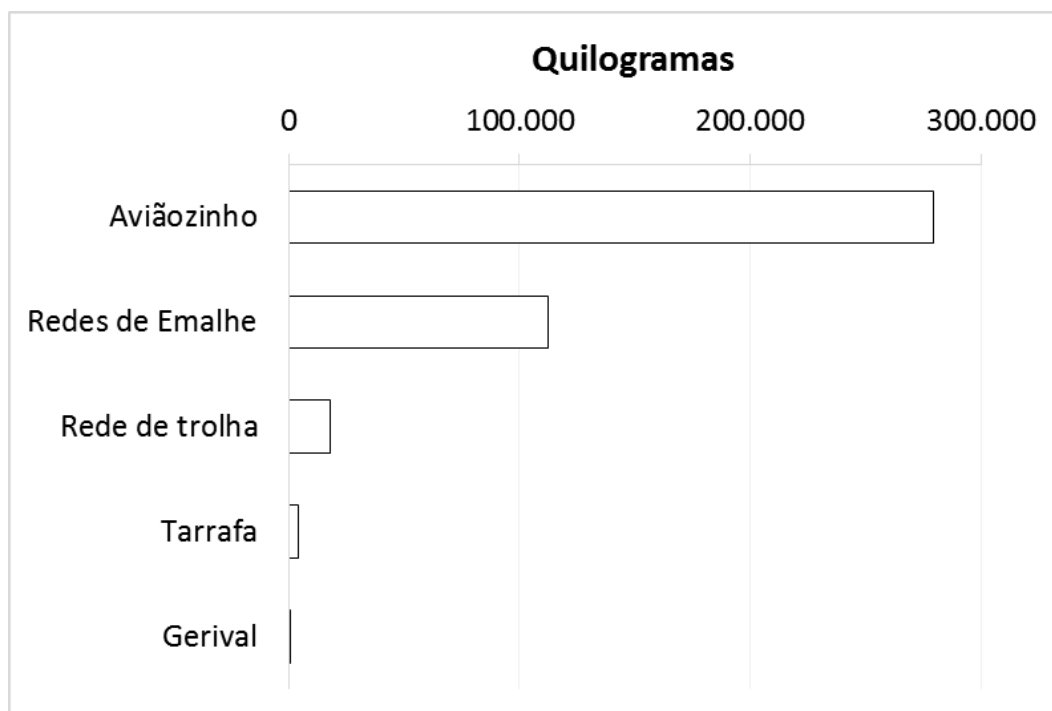 Quilogramas
0 100.000 200.000 300.000
Aviãozinho
Redes de Emalhe
Rede de trolha
Tarrafa
Gerival